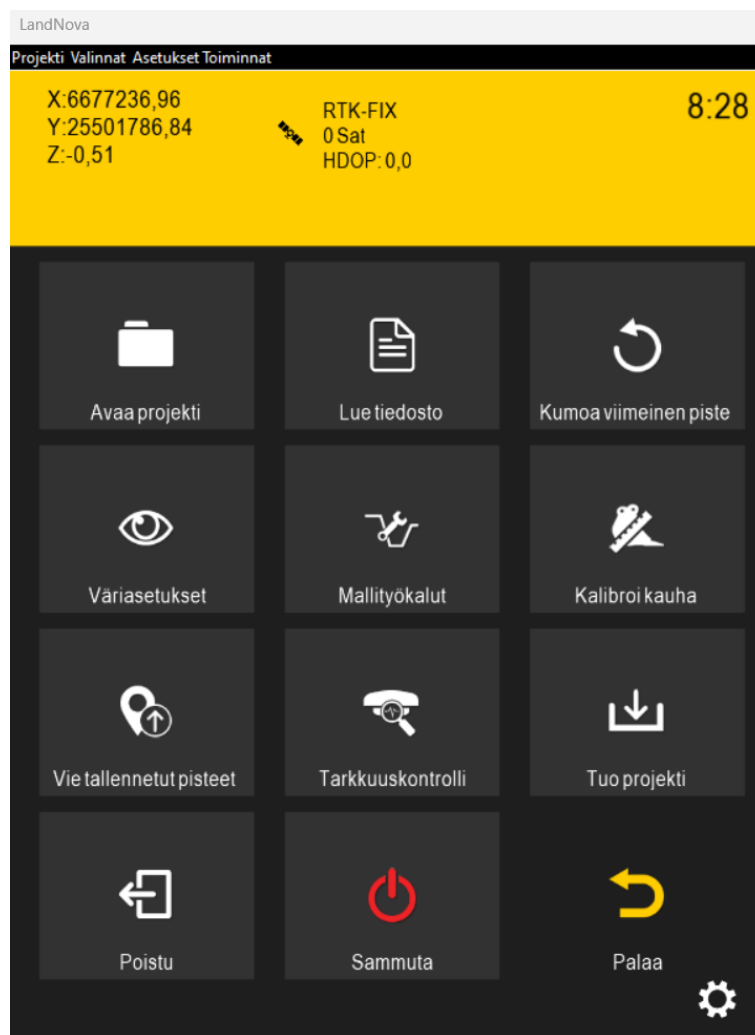 LandNova
Projekti Valinnat Asetukset Toiminnat
X:6677236,96
Y:25501786,84
Z:-0,51
RTK-FIX
0 Sat
HDOP: 0,0
8:28
Avaa projekti
Lue tiedosto
Kumoa viimeinen piste
Väriasetukset
Mallityökalut
Kalibroi kauha
Vie tallennetut pisteet
Tarkkuuskontrolli
Tuo projekti
Poistu
Sammuta
Palaa